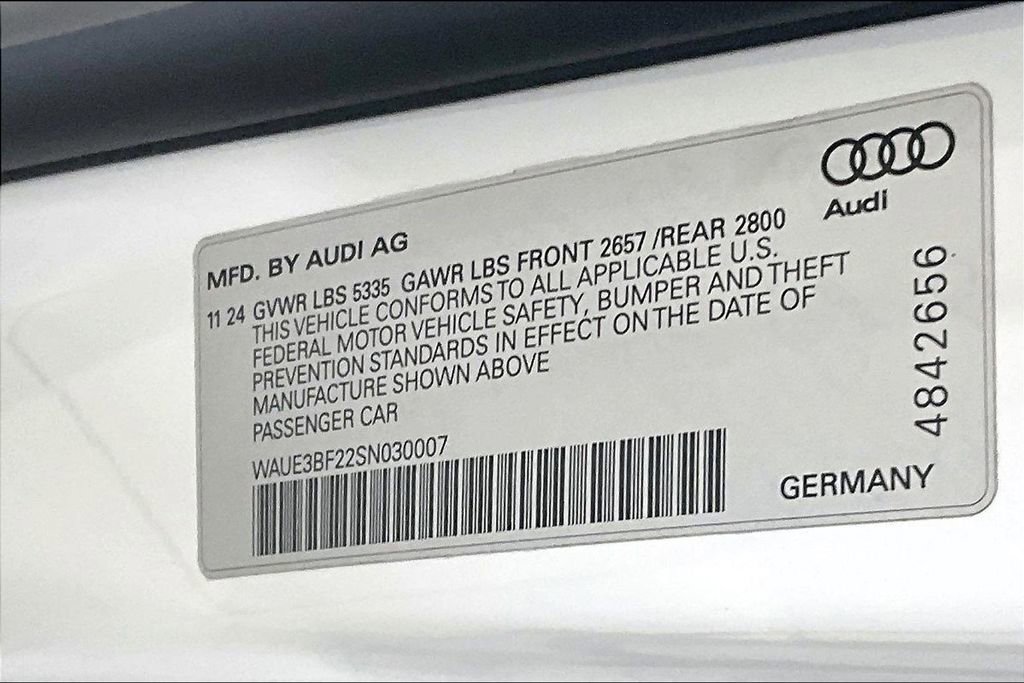 Audi
MFD. BY AUDI AG
11 24 GVWR LBS 5335 GAWR LBS FRONT 2657 /REAR 2800
THIS VEHICLE CONFORMS TO ALL APPLICABLE U.S.
FEDERAL MOTOR VEHICLE SAFETY, BUMPER AND THEFT
PREVENTION STANDARDS IN EFFECT ON THE DATE OF
MANUFACTURE SHOWN ABOVE
PASSENGER CAR
WAUE3BF22SN030007
4842656
GERMANY